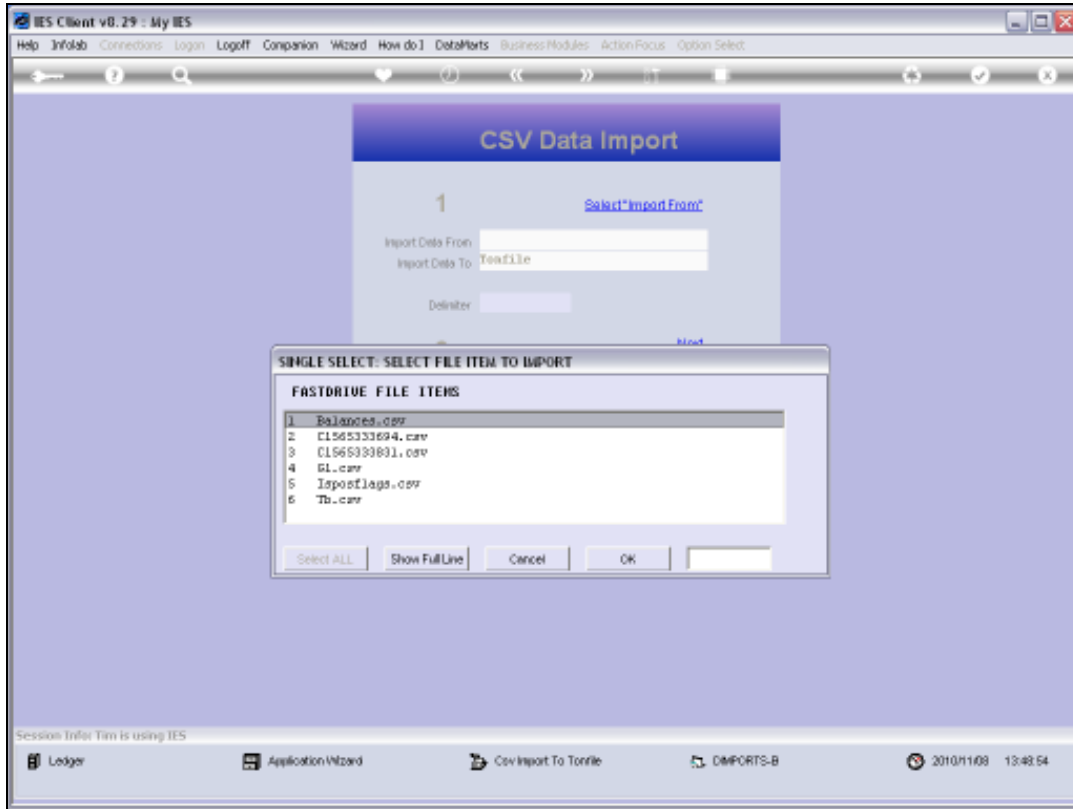 IES Client v8.29 : My IES
Help Infolab Connections Logon Logoff Companion Wizard How do I DataMarts Business Modules Action Focus Option Select
CSV Data Import
1
Select "Import From"
Import Data From
Import Data To Tonfile
Delimiter
Next
SINGLE SELECT: SELECT FILE ITEM TO IMPORT
FASTDRIVE FILE ITEMS
1 Balances.csv
2 C1565333694.csv
3 C1565333831.csv
4 Gl.csv
5 Isposflags.csv
6 Tb.csv
Select ALL Show Full Line Cancel OK
Session Info: Tim is using IES
Ledger Application Wizard Csv Import To Tonfile DIMPORTS-B 2010/11/08 13:48:54